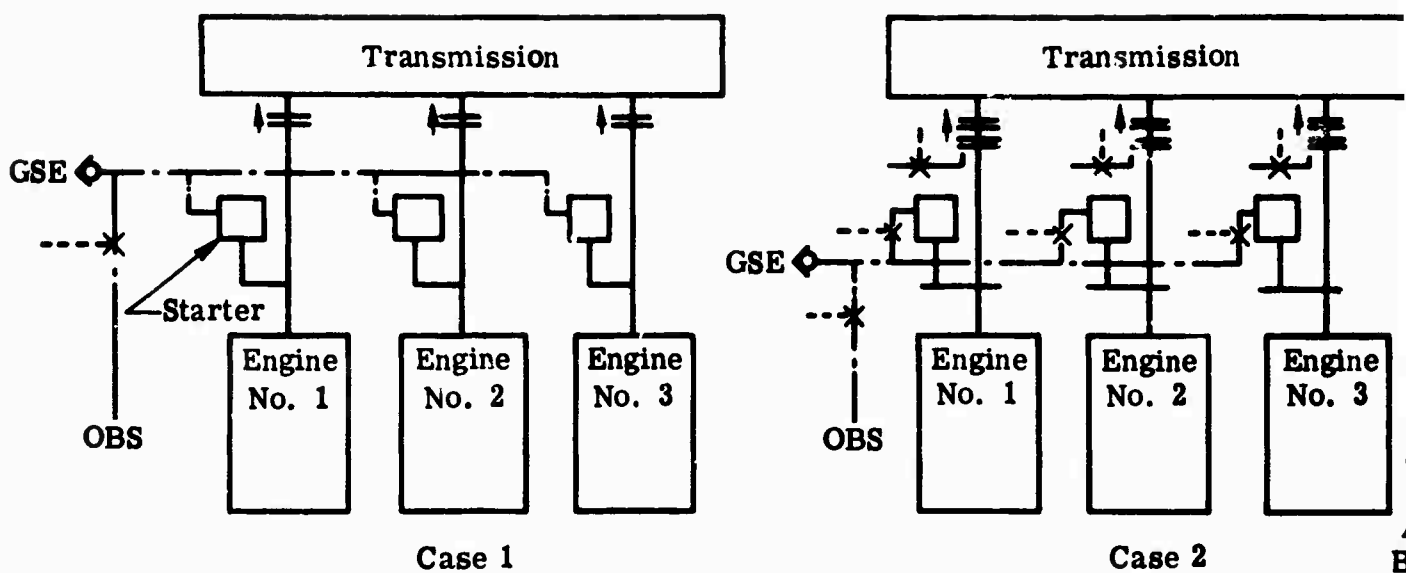 Transmission
GSE
Starter
Engine
No. 1
Engine
No. 2
Engine
No. 3
OBS
Case 1
Transmission
GSE
Engine
No. 1
Engine
No. 2
Engine
No. 3
OBS
Case 2
B